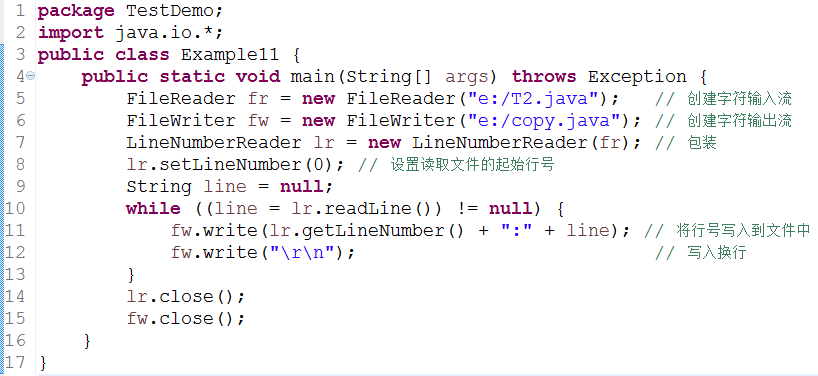 1 package TestDemo;
2 import java.io.*;
3 public class Example11 {
4     public static void main(String[] args) throws Exception {
5         FileReader fr = new FileReader("e:/T2.java");   // 创建字符输入流
6         FileWriter fw = new FileWriter("e:/copy.java"); // 创建字符输出流
7         LineNumberReader lr = new LineNumberReader(fr); // 包装
8         lr.setLineNumber(0); // 设置读取文件的起始行号
9         String line = null;
10         while ((line = lr.readLine()) != null) {
11             fw.write(lr.getLineNumber() + ":" + line); // 将行号写入到文件中
12             fw.write("\r\n");                          // 写入换行
13         }
14         lr.close();
15         fw.close();
16     }
17 }